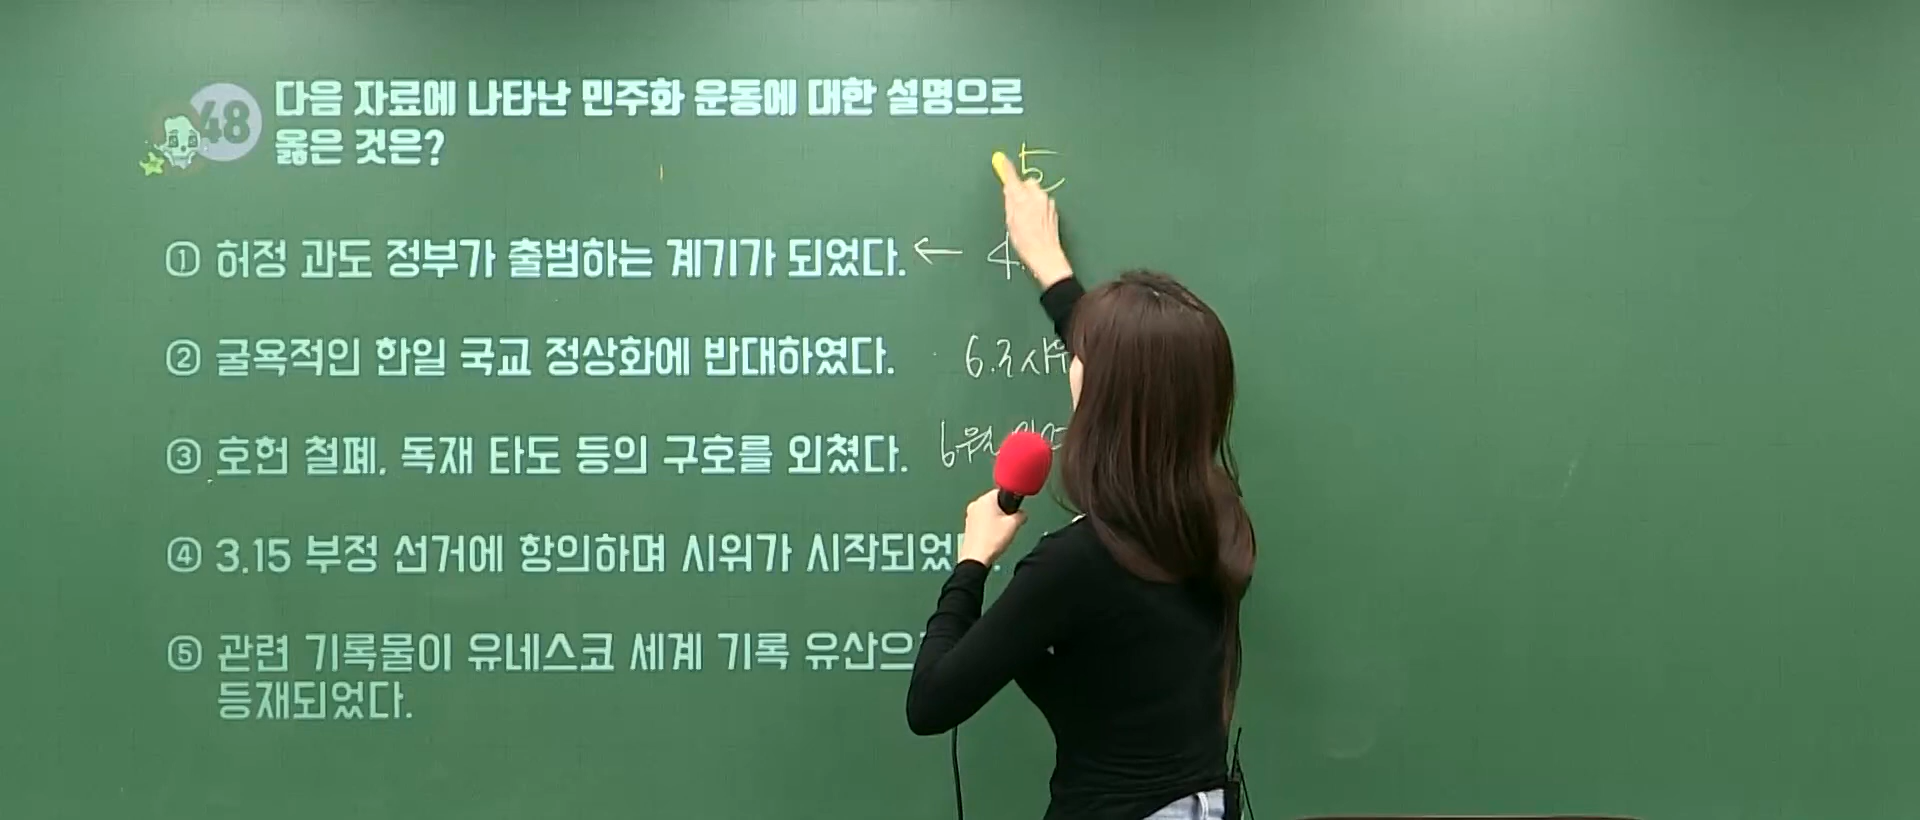 48 다음 자료에 나타난 민주화 운동에 대한 설명으로
옳은 것은?
5
① 허정 과도 정부가 출범하는 계기가 되었다. ← 4.
② 굴욕적인 한일 국교 정상화에 반대하였다. 6.3
③ 호헌 철폐, 독재 타도 등의 구호를 외쳤다. 6월
④ 3.15 부정 선거에 항의하며 시위가 시작되었
⑤ 관련 기록물이 유네스코 세계 기록 유산으
등재되었다.